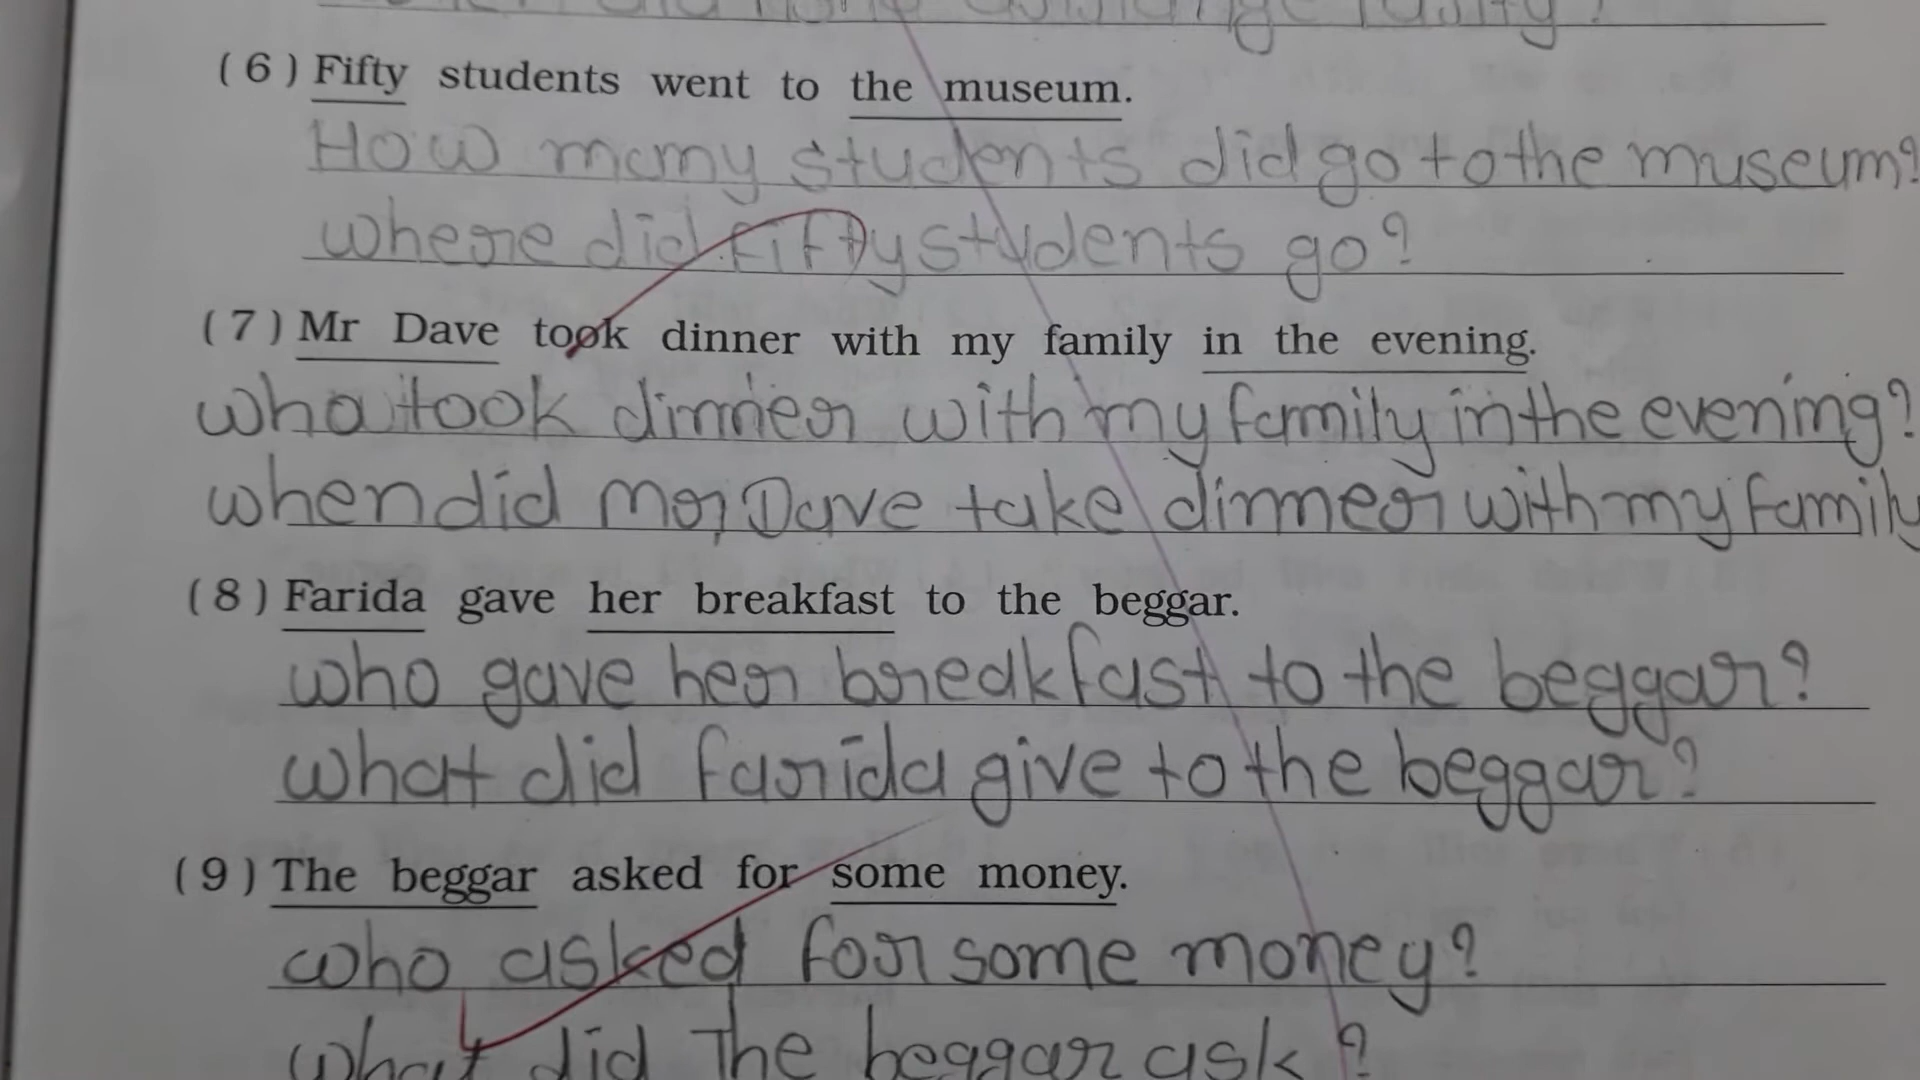 (6) Fifty students went to the museum.
How many students did go to the museum?
where did fifty students go?
(7) Mr Dave took dinner with my family in the evening.
who took dinner with my family in the evening?
when did Mr, Dave take dinner with my family
(8) Farida gave her breakfast to the beggar.
who gave her breakfast to the beggar?
what did farida give to the beggar?
(9) The beggar asked for some money.
who asked for some money?
what did The beggar ask?